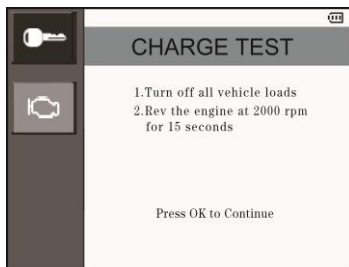 CHARGE TEST
1.Turn off all vehicle loads
2.Rev the engine at 2000 rpm
for 15 seconds
Press OK to Continue